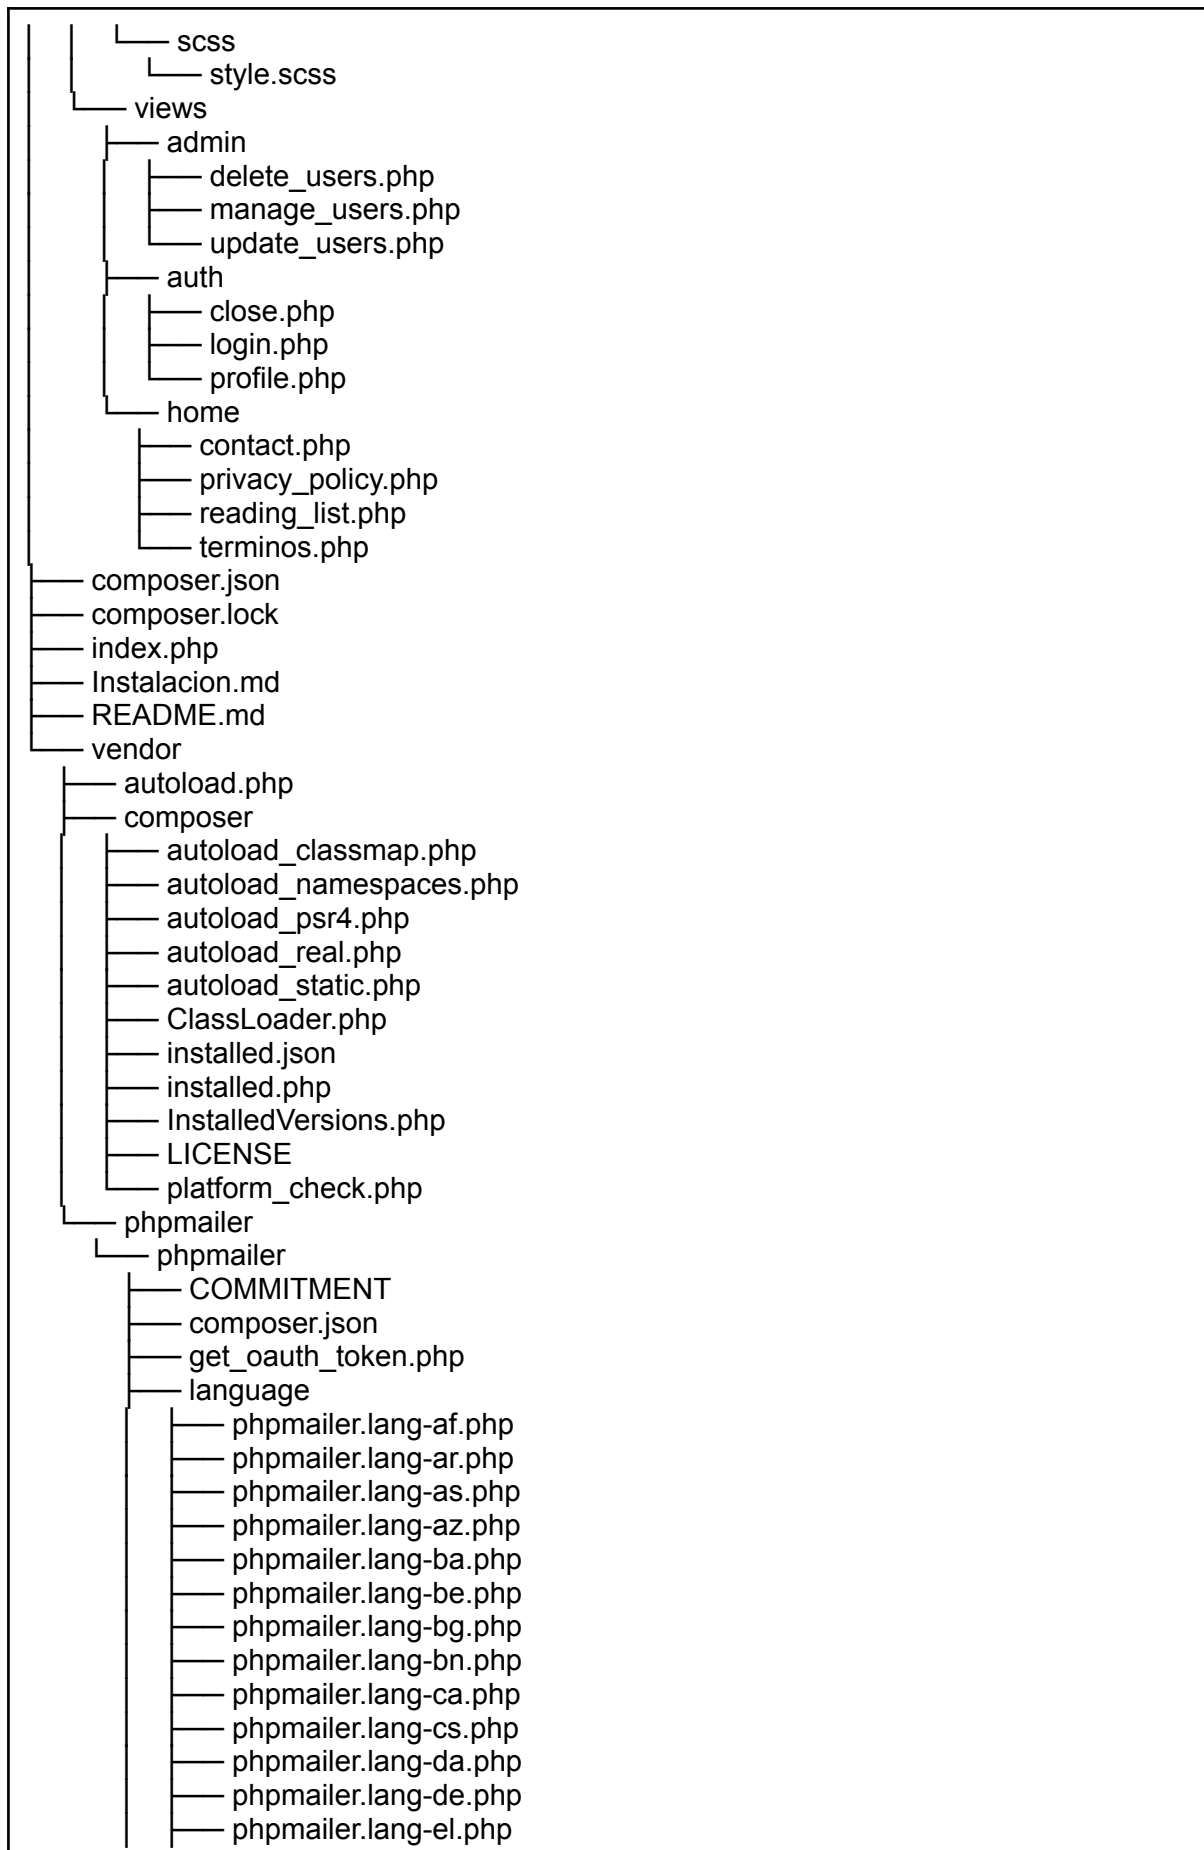 scss
style.scss
views
admin
delete_users.php
manage_users.php
update_users.php
auth
close.php
login.php
profile.php
home
contact.php
privacy_policy.php
reading_list.php
terminos.php
composer.json
composer.lock
index.php
Instalacion.md
README.md
vendor
autoload.php
composer
autoload_classmap.php
autoload_namespaces.php
autoload_psr4.php
autoload_real.php
autoload_static.php
ClassLoader.php
installed.json
installed.php
InstalledVersions.php
LICENSE
platform_check.php
phpmailer
phpmailer
COMMITMENT
composer.json
get_oauth_token.php
language
phpmailer.lang-af.php
phpmailer.lang-ar.php
phpmailer.lang-as.php
phpmailer.lang-az.php
phpmailer.lang-ba.php
phpmailer.lang-be.php
phpmailer.lang-bg.php
phpmailer.lang-bn.php
phpmailer.lang-ca.php
phpmailer.lang-cs.php
phpmailer.lang-da.php
phpmailer.lang-de.php
phpmailer.lang-el.php